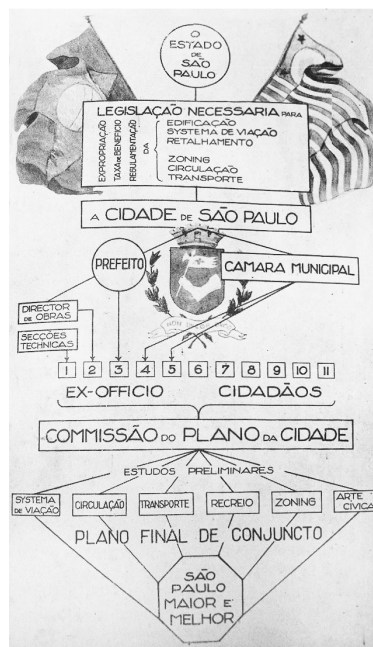 O
ESTADO
DE
SÃO
PAULO
LEGISLAÇÃO NECESSARIA PARA
EXPROPRIAÇÃO
TAXA DE BENEFICIO
REGULAMENTAÇÃO
DA
EDIFICAÇÃO
SYSTEMA DE VIAÇÃO
RETALHAMENTO
ZONING
CIRCULAÇÃO
TRANSPORTE
A CIDADE DE SÃO PAULO
PREFEITO
CAMARA MUNICIPAL
DIRECTOR
DE OBRAS
SECÇÕES
TECHNICAS
NON
1 2 3 4 5 6 7 8 9 10 11
EX-OFFICIO CIDADÃOS
COMMISSÃO DO PLANO DA CIDADE
ESTUDOS PRELIMINARES
SYSTEMA
DE VIAÇÃO
CIRCULAÇÃO
TRANSPORTE
RECREIO
ZONING
ARTE
CIVICA
PLANO FINAL DE CONJUNCTO
SÃO
PAULO
MAIOR E
MELHOR